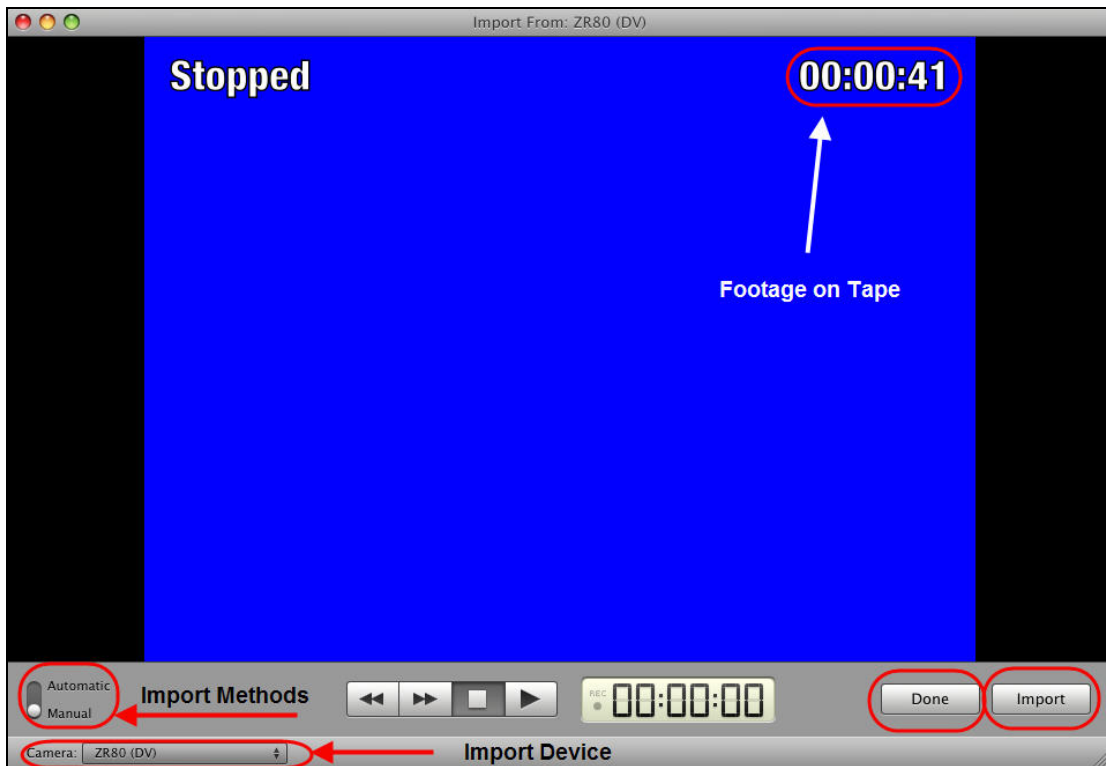 Import From: ZR80 (DV)
Stopped
00:00:41
Footage on Tape
Automatic
Manual
Import Methods
REC
00:00:00
Done
Import
Camera: ZR80 (DV)
Import Device